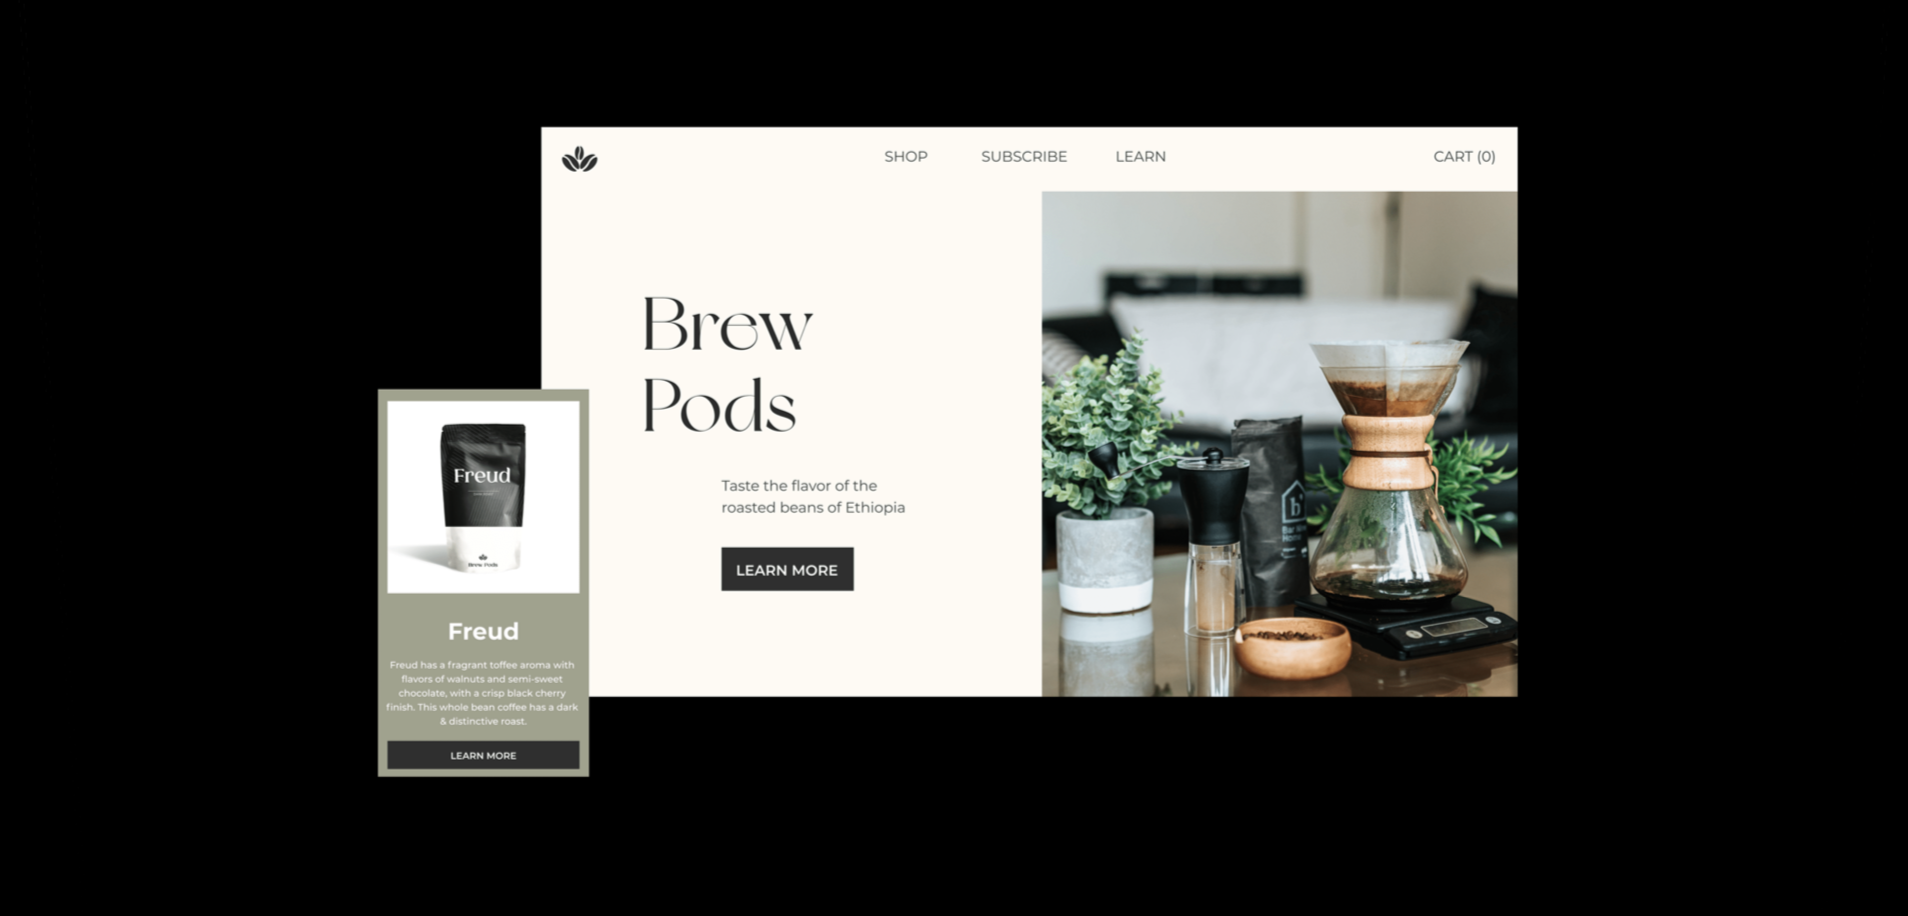 SHOP
SUBSCRIBE
LEARN
CART (0)
Brew
Pods
Taste the flavor of the
roasted beans of Ethiopia
LEARN MORE
b
Freud
Brew Pods
Freud
Freud has a fragrant toffee aroma with
flavors of walnuts and semi-sweet
chocolate, with a crisp black cherry
finish. This whole bean coffee has a dark
& distinctive roast.
LEARN MORE